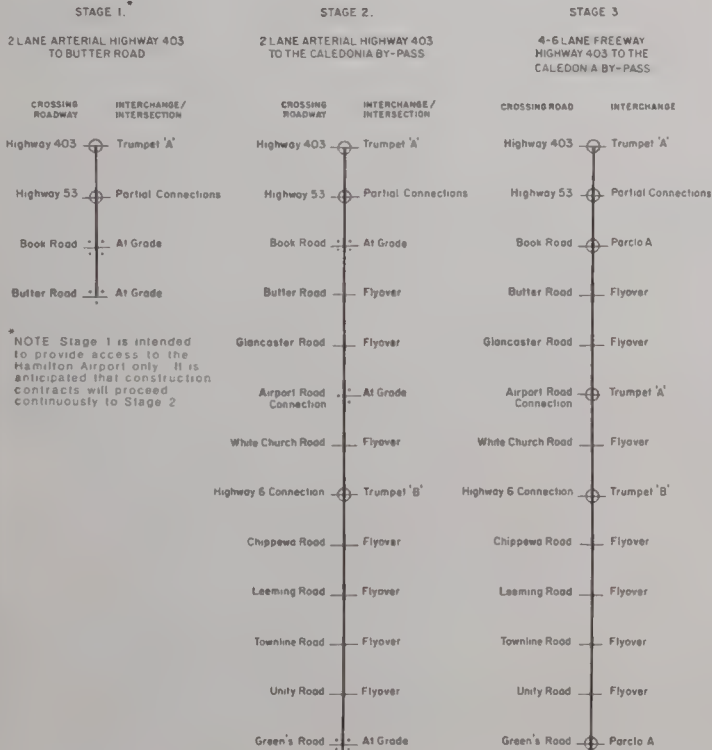 STAGE 1.*
2 LANE ARTERIAL HIGHWAY 403
TO BUTTER ROAD
CROSSING
ROADWAY
INTERCHANGE/
INTERSECTION
Highway 403 Trumpet 'A'
Highway 53 Partial Connections
Book Road At Grade
Butter Road At Grade
*
NOTE Stage 1 is intended
to provide access to the
Hamilton Airport only It is
anticipated that construction
contracts will proceed
continuously to Stage 2
STAGE 2.
2 LANE ARTERIAL HIGHWAY 403
TO THE CALEDONIA BY-PASS
CROSSING
ROADWAY
INTERCHANGE/
INTERSECTION
Highway 403 Trumpet 'A'
Highway 53 Partial Connections
Book Road At Grade
Butter Road Flyover
Glancaster Road Flyover
Airport Road At Grade
Connection
White Church Road Flyover
Highway 6 Connection Trumpet 'B'
Chippewa Road Flyover
Leeming Road Flyover
Townline Road Flyover
Unity Road Flyover
Green's Road At Grade
STAGE 3
4-6 LANE FREEWAY
HIGHWAY 403 TO THE
CALEDON A BY-PASS
CROSSING ROAD INTERCHANGE
Highway 403 Trumpet 'A'
Highway 53 Partial Connections
Book Road Parclo A
Butter Road Flyover
Glancaster Road Flyover
Airport Road Trumpet 'A'
Connection
White Church Road Flyover
Highway 6 Connection Trumpet 'B'
Chippewa Road Flyover
Leeming Road Flyover
Townline Road Flyover
Unity Road Flyover
Green's Road Parclo A